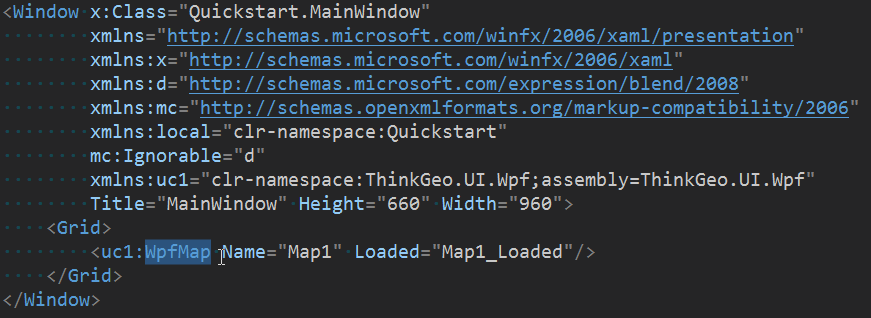 <Window x:Class="Quickstart.MainWindow"
xmlns="http://schemas.microsoft.com/winfx/2006/xaml/presentation"
xmlns:x="http://schemas.microsoft.com/winfx/2006/xaml"
xmlns:d="http://schemas.microsoft.com/expression/blend/2008"
xmlns:mc="http://schemas.openxmlformats.org/markup-compatibility/2006"
xmlns:local="clr-namespace:Quickstart"
mc:Ignorable="d"
xmlns:uc1="clr-namespace:ThinkGeo.UI.Wpf;assembly=ThinkGeo.UI.Wpf"
Title="MainWindow" Height="660" Width="960">
<Grid>
<uc1:WpfMap Name="Map1" Loaded="Map1_Loaded"/>
</Grid>
</Window>